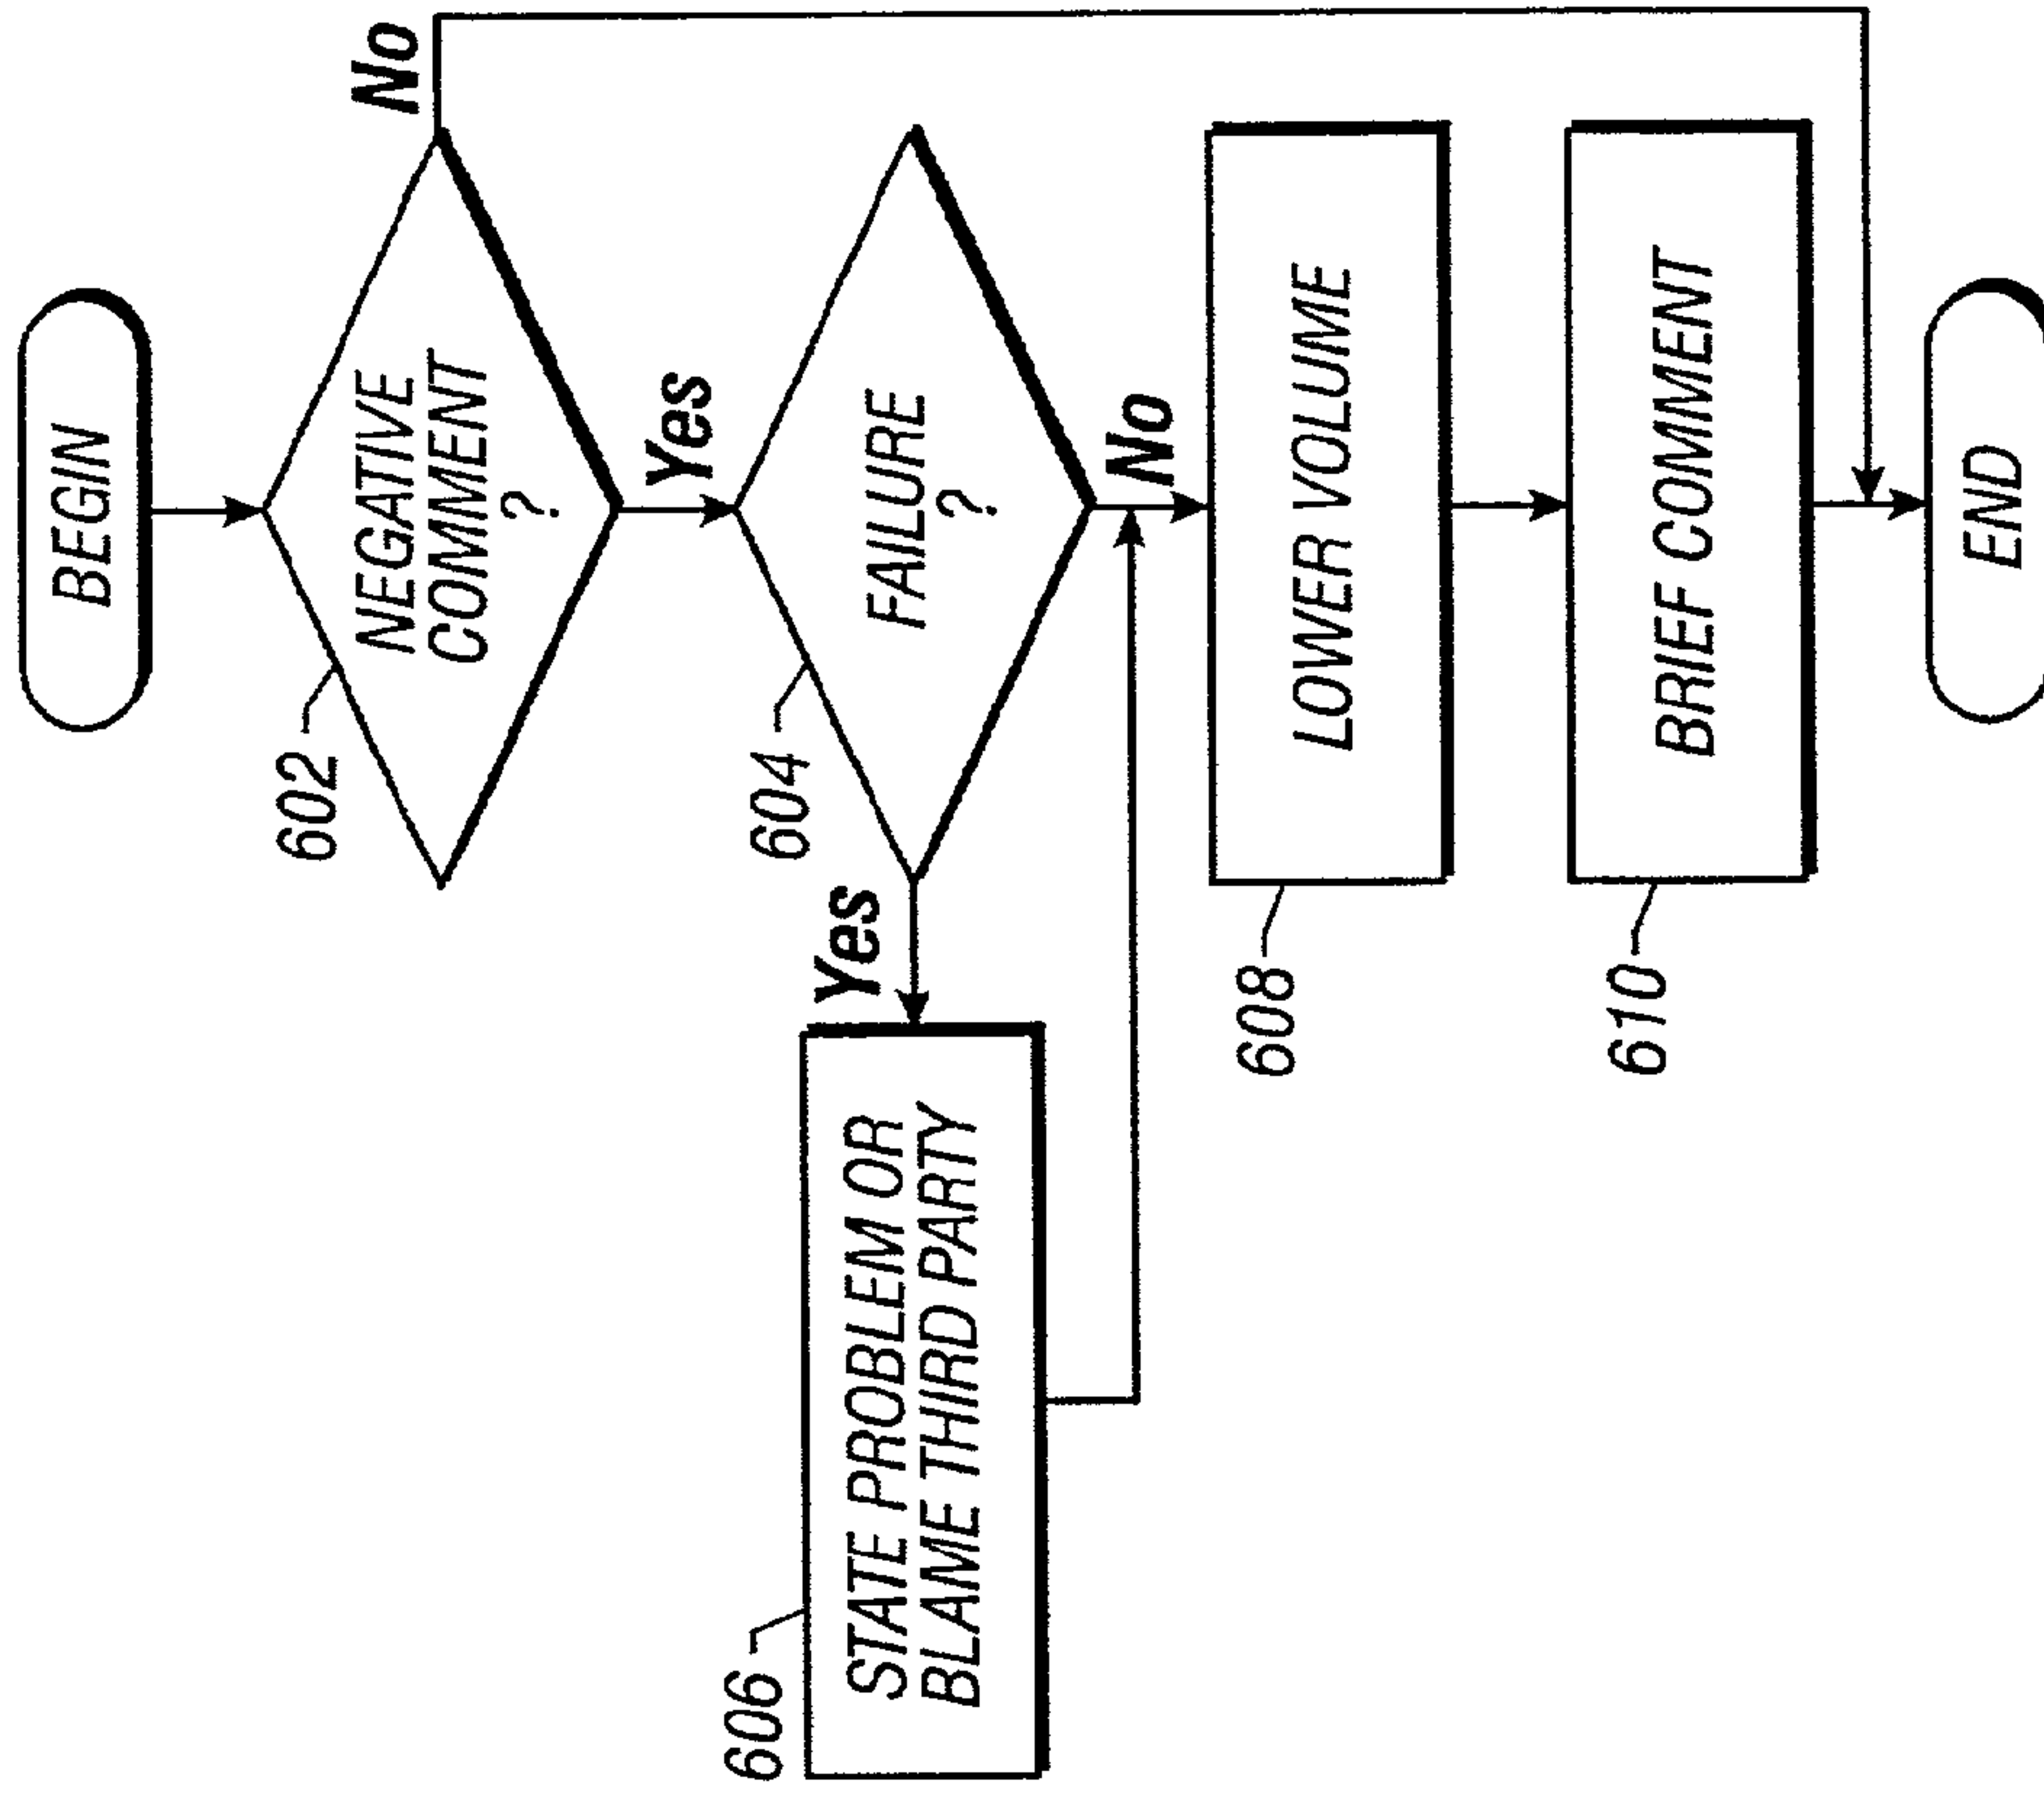 BEGIN
No
602
NEGATIVE
COMMENT
?
Yes
604
FAILURE
?
Yes
No
606
STATE PROBLEM OR
BLAME THIRD PARTY
608
LOWER VOLUME
610
BRIEF COMMENT
END